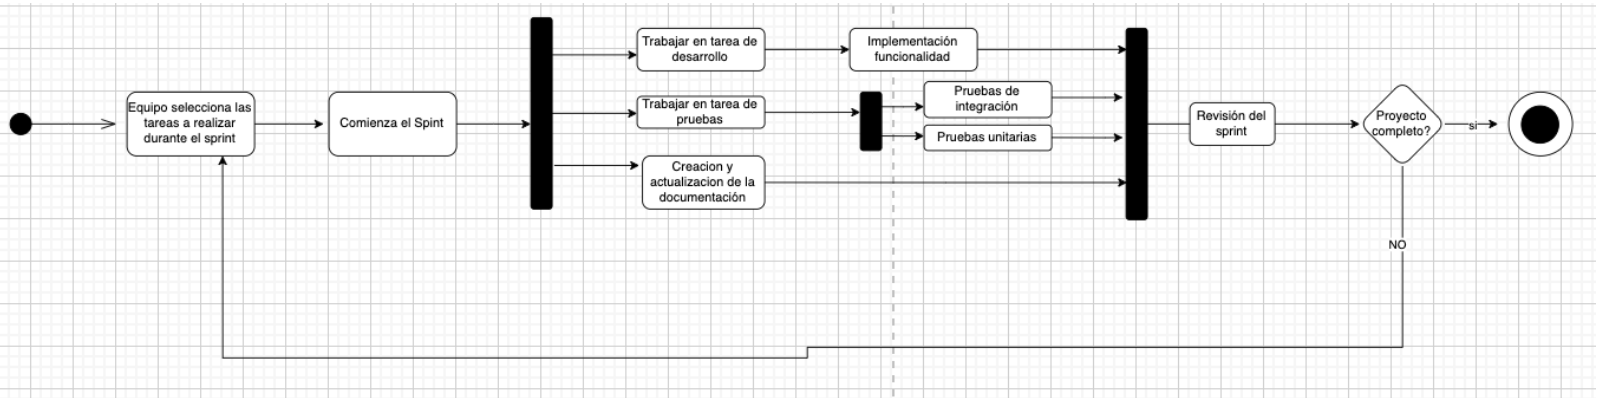 Equipo selecciona las
tareas a realizar
durante el sprint
Comienza el Spint
Trabajar en tarea de
desarrollo
Implementación
funcionalidad
Trabajar en tarea de
pruebas
Pruebas de
integración
Pruebas unitarias
Creacion y
actualizacion de la
documentación
Revisión del
sprint
Proyecto
completo?
si
NO